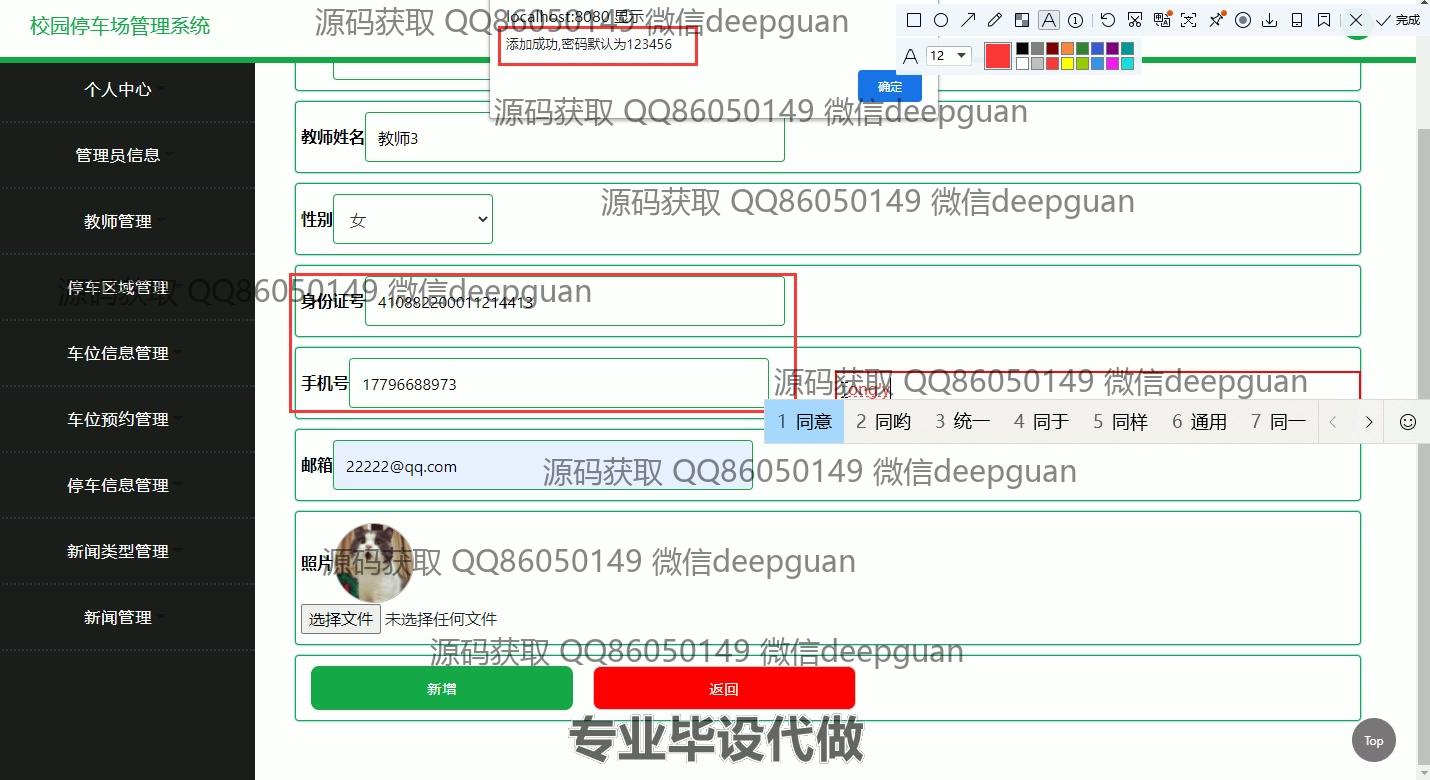 校园停车场管理系统
源码获取 QQ86050149 微信deepguan
localhost:8080 显示
添加成功,密码默认为123456
确定
完成
A 12
个人中心
管理员信息
教师管理
停车区域管理
车位信息管理
车位预约管理
停车信息管理
新闻类型管理
新闻管理
源码获取 QQ86050149 微信deepguan
教师姓名 教师3
源码获取 QQ86050149 微信deepguan
性别 女
源码获取 QQ86050149 微信deepguan
身份证号 410882200011214413
源码获取 QQ86050149 微信deepguan
手机号 17796688973
1 同意 2 同哟 3 统一 4 同于 5 同样 6 通用 7 同一
邮箱 22222@qq.com
源码获取 QQ86050149 微信deepguan
照片
源码获取 QQ86050149 微信deepguan
选择文件 未选择任何文件
源码获取 QQ86050149 微信deepguan
新增 返回
专业毕设代做
Top